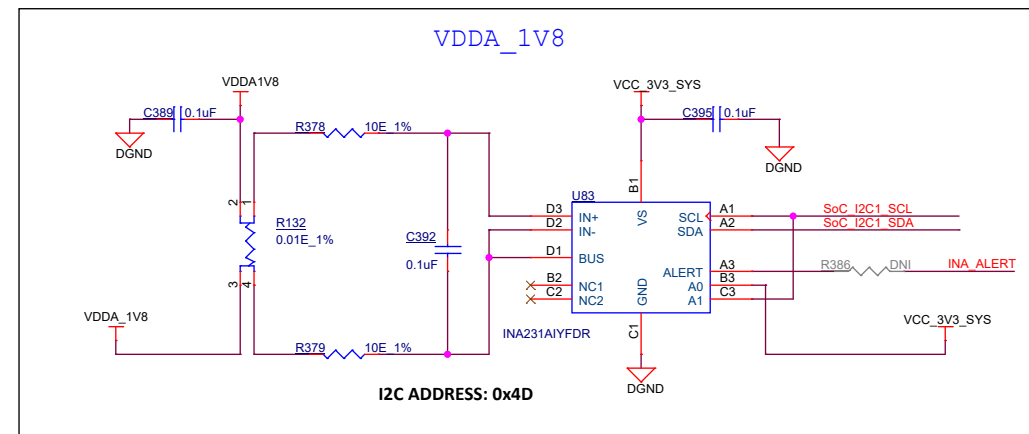 VDDA_1V8
VDDA1V8
VCC_3V3_SYS
C389 0.1uF
C395 0.1uF
DGND
DGND
R378 10E_1%
2 1
B1
U83
R132
0.01E_1%
C392
0.1uF
D3 IN+ VS SCL A1 SoC_I2C1_SCL
D2 IN- SDA A2 SoC_I2C1_SDA
D1 BUS
ALERT A3 R386 DNI INA_ALERT
B2 NC1 A0 B3
C2 NC2 GND A1 C3
3 4
VDDA_1V8
VCC_3V3_SYS
C1
INA231AIYFDR
R379 10E_1%
DGND
I2C ADDRESS: 0x4D